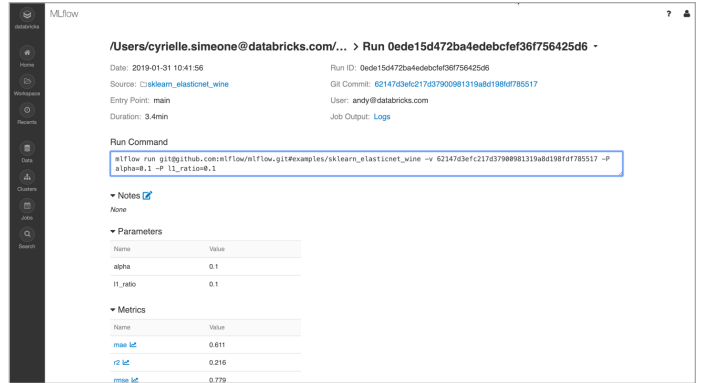 databricks
MLflow
?
/Users/cyrielle.simeone@databricks.com/... > Run 0ede15d472ba4edebcfef36f756425d6
Date: 2019-01-31 10:41:56
Run ID: 0ede15d472ba4edebcfef36f756425d6
Source: sklearn_elasticnet_wine
Git Commit: 62147d3efc217d37900981319a8d198fdf785517
Entry Point: main
User: andy@databricks.com
Duration: 3.4min
Job Output: Logs
Home
Workspace
Recents
Data
Clusters
Jobs
Search
Run Command
mlflow run git@github.com:mlflow/mlflow.git#examples/sklearn_elasticnet_wine -v 62147d3efc217d37900981319a8d198fdf785517 -P
alpha=0.1 -P l1_ratio=0.1
Notes
None
Parameters
Name Value
alpha 0.1
l1_ratio 0.1
Metrics
Name Value
mae 0.611
r2 0.216
rmse 0.779